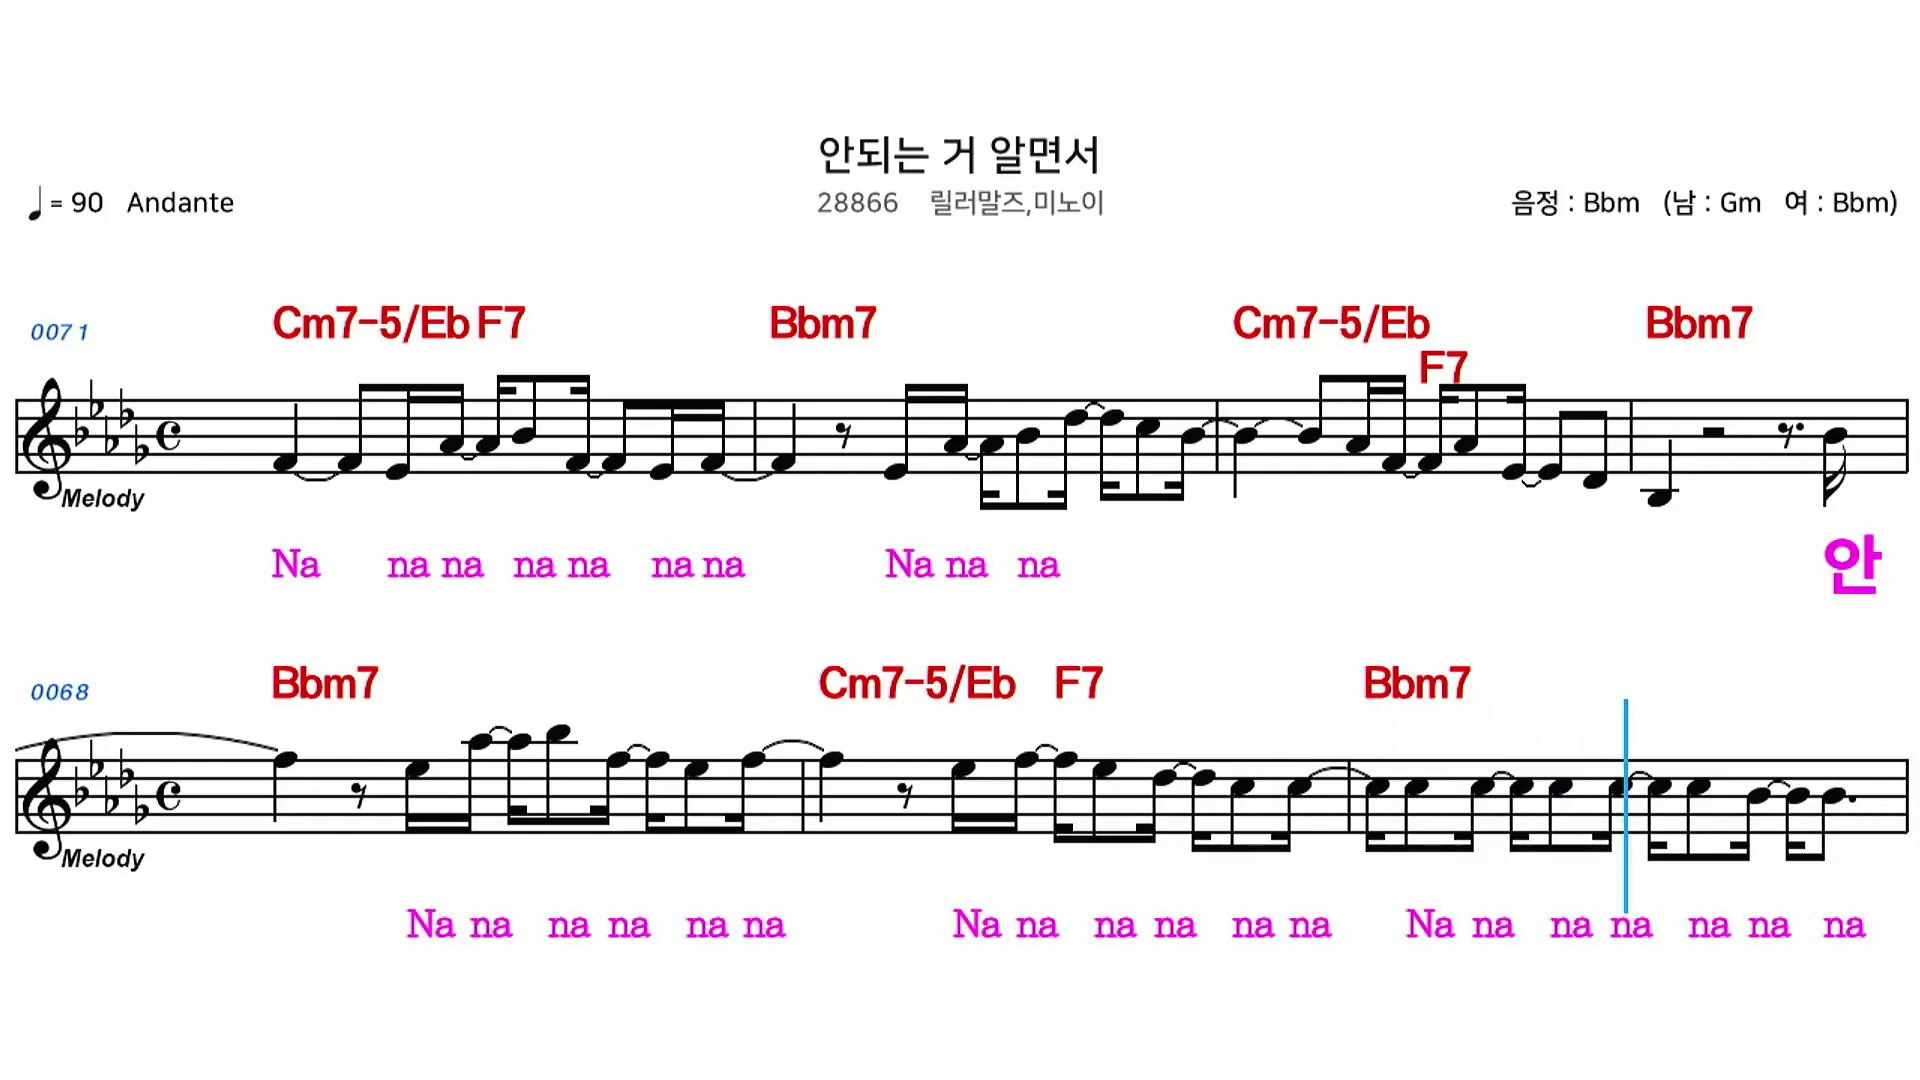 안되는 거 알면서
♩= 90 Andante
28866 릴러말즈,미노이
음정 : Bbm (남 : Gm 여 : Bbm)
0071
Cm7-5/Eb F7 Bbm7 Cm7-5/Eb F7 Bbm7
Melody
Na na na na na na na Na na na 안
0068
Bbm7 Cm7-5/Eb F7 Bbm7
Melody
Na na na na na na Na na na na na na Na na na na na na na